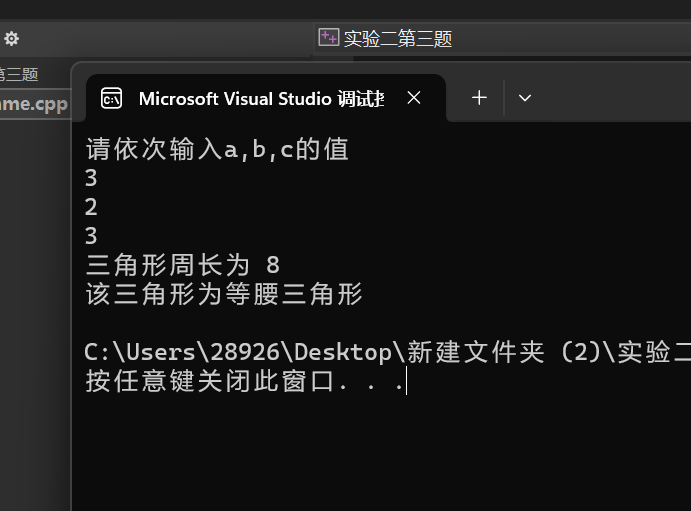 实验二第三题
第三题
ame.cpp
Microsoft Visual Studio 调试
请依次输入a,b,c的值
3
2
3
三角形周长为 8
该三角形为等腰三角形
C:\Users\28926\Desktop\新建文件夹 (2)\实验二
按任意键关闭此窗口. . .